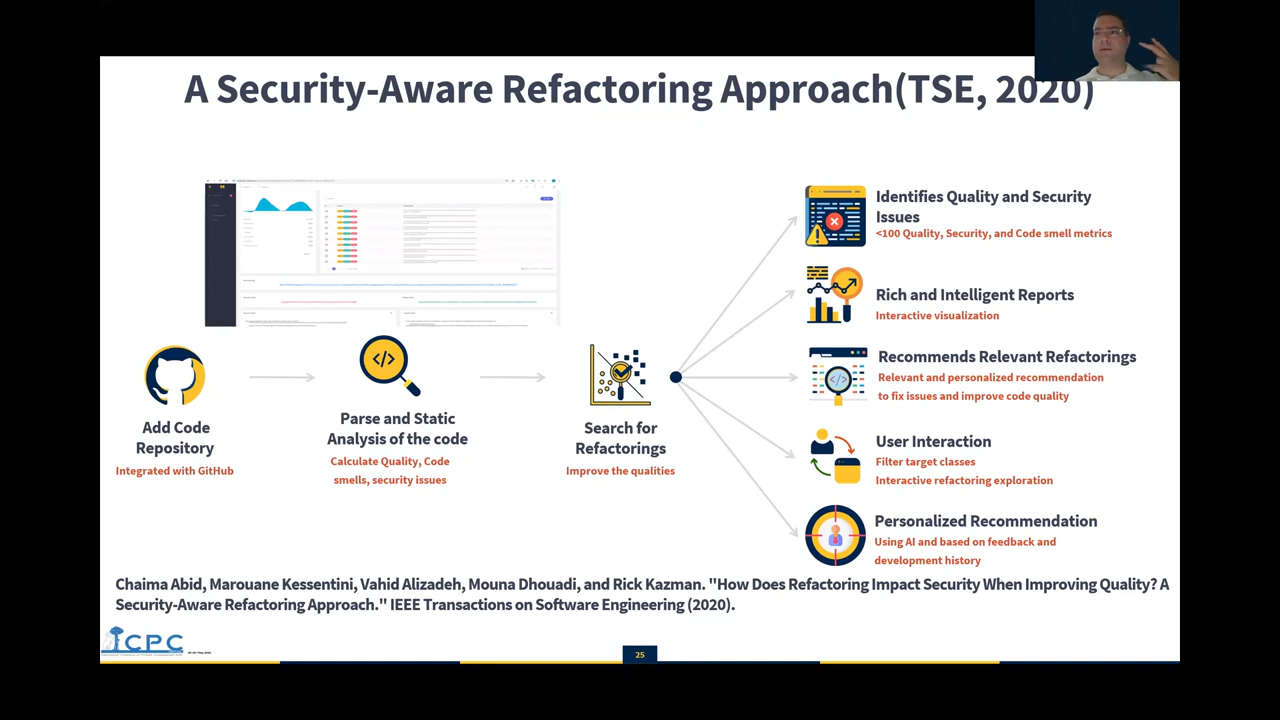 A Security-Aware Refactoring Approach(TSE, 2020)
Identifies Quality and Security
Issues
<100 Quality, Security, and Code smell metrics
Rich and Intelligent Reports
Interactive visualization
Recommends Relevant Refactorings
Relevant and personalized recommendation
to fix issues and improve code quality
Add Code
Repository
Integrated with GitHub
Parse and Static
Analysis of the code
Calculate Quality, Code
smells, security issues
Search for
Refactorings
Improve the qualities
User Interaction
Filter target classes
Interactive refactoring exploration
Personalized Recommendation
Using AI and based on feedback and
development history
Chaima Abid, Marouane Kessentini, Vahid Alizadeh, Mouna Dhouadi, and Rick Kazman. "How Does Refactoring Impact Security When Improving Quality? A
Security-Aware Refactoring Approach." IEEE Transactions on Software Engineering (2020).
ICPC
25